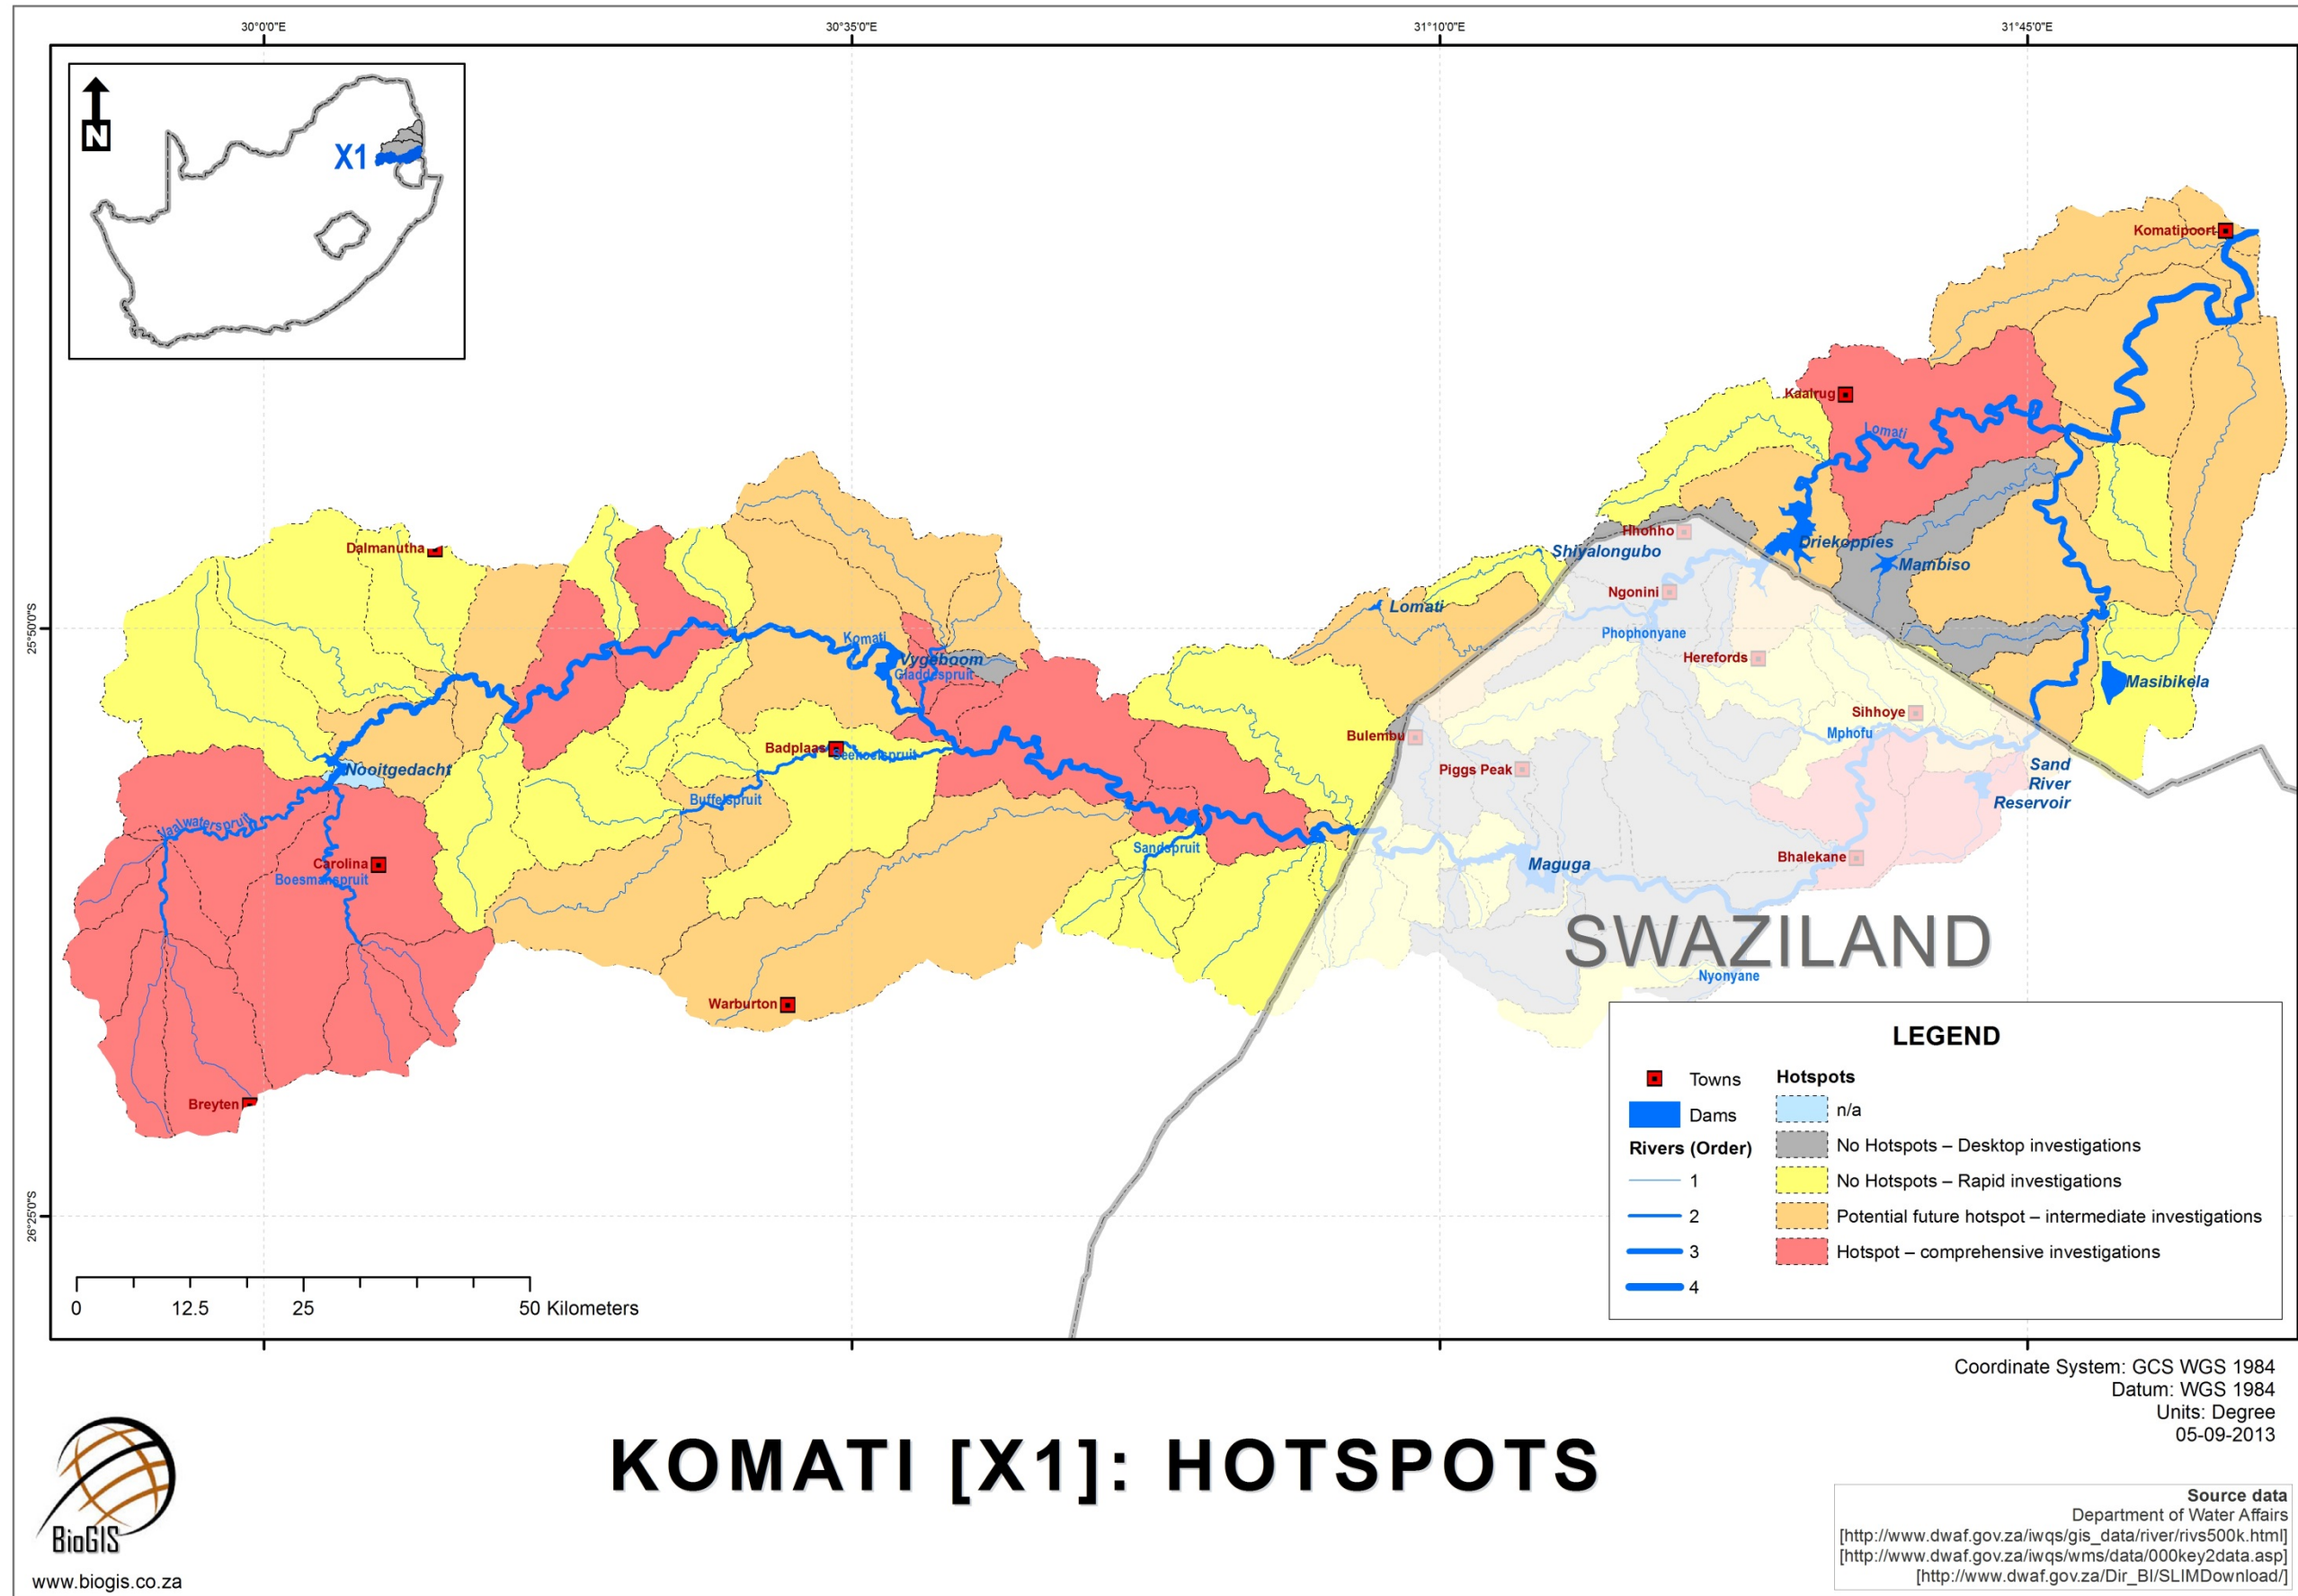 30°0'0"E
30°35'0"E
31°10'0"E
31°45'0"E
N
X1
Komatipoort
Kaalrug
Lomati
Dalmanutha
Hhohho
Shiyalongubo
Driekoppies
Mambiso
Ngonini
Lomati
25°50'0"S
Komati
Phophonyane
Vygeboom
Gladdespruit
Herefords
Masibikela
Sihhoye
Mphofu
Bulembu
Badplaas
Seekoeispruit
Nooitgedacht
Piggs Peak
Sand
River
Reservoir
Buffelspruit
Vaalwaterspruit
Sandspruit
Carolina
Boesmanspruit
Maguga
Bhalekane
SWAZILAND
Nyonyane
Warburton
Breyten
26°25'0"S
LEGEND
Towns
Dams
Rivers (Order)
1
2
3
4
Hotspots
n/a
No Hotspots – Desktop investigations
No Hotspots – Rapid investigations
Potential future hotspot – intermediate investigations
Hotspot – comprehensive investigations
0 12.5 25 50 Kilometers
Coordinate System: GCS WGS 1984
Datum: WGS 1984
Units: Degree
05-09-2013
KOMATI [X1]: HOTSPOTS
BioGIS
www.biogis.co.za
Source data
Department of Water Affairs
[http://www.dwaf.gov.za/iwqs/gis_data/river/rivs500k.html]
[http://www.dwaf.gov.za/iwqs/wms/data/000key2data.asp]
[http://www.dwaf.gov.za/Dir_BI/SLIMDownload/]